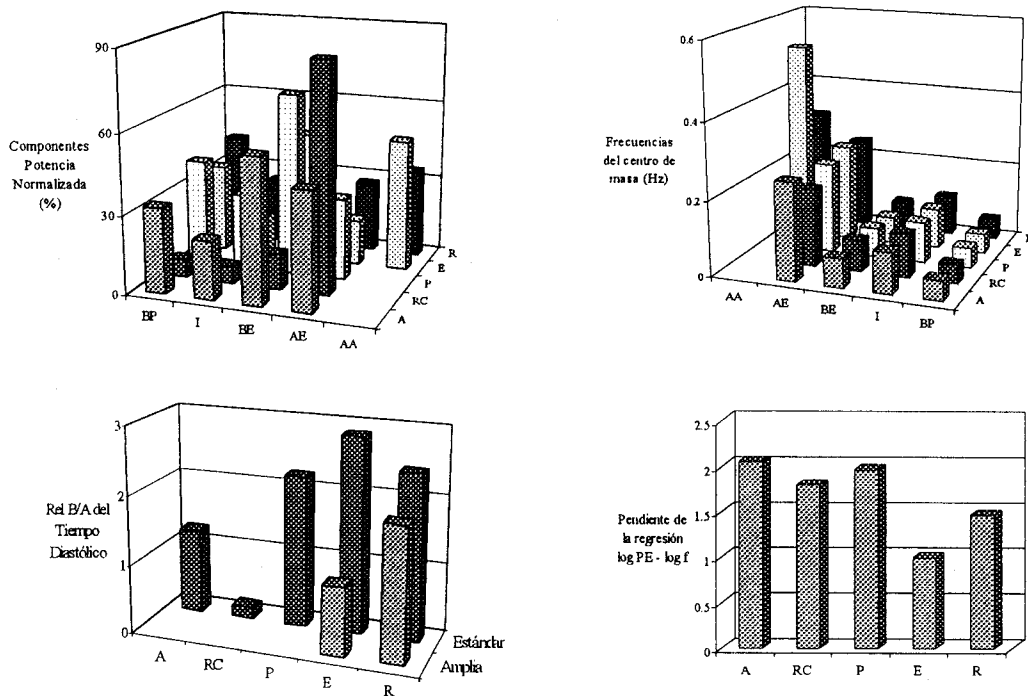 90
60
30
0
Componentes
Potencia
Normalizada
(%)
BP
I
BE
AE
AA
A
RC
P
E
R
0.6
0.4
0.2
0
Frecuencias
del centro de
masa (Hz)
AA
AE
BE
I
BP
A
RC
P
E
3
2
1
0
Rel B/A del
Tiempo
Diastólico
A
RC
P
E
R
Estándar
Amplia
2.5
2
1.5
1
0.5
0
Pendiente de
la regresión
log PE - log f
A
RC
P
E
R